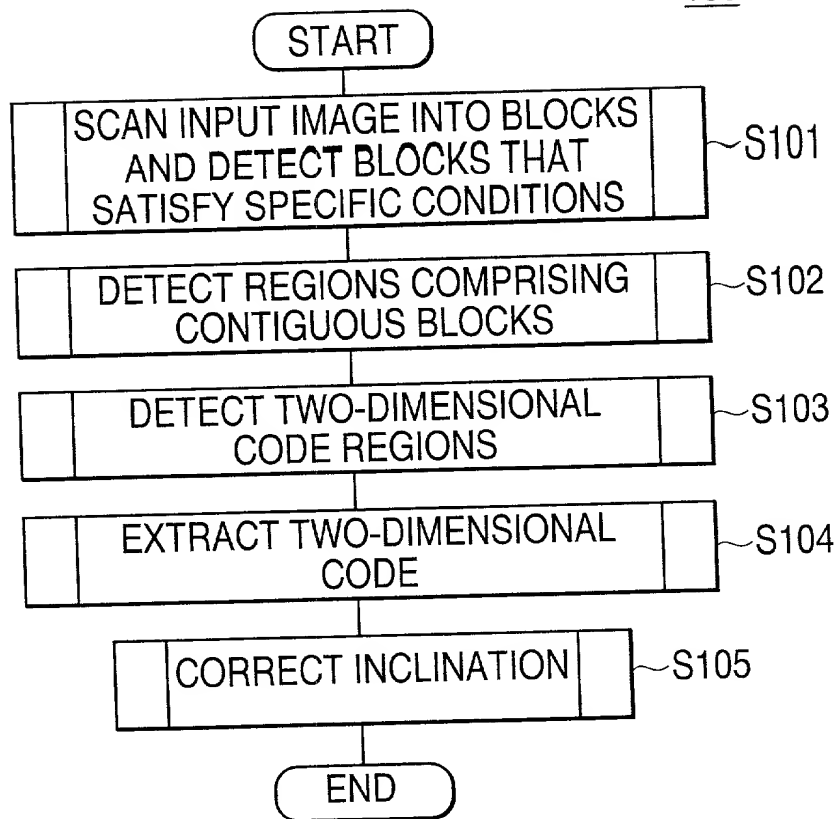 START
SCAN INPUT IMAGE INTO BLOCKS
AND DETECT BLOCKS THAT
SATISFY SPECIFIC CONDITIONS
S101
DETECT REGIONS COMPRISING
CONTIGUOUS BLOCKS
S102
DETECT TWO-DIMENSIONAL
CODE REGIONS
S103
EXTRACT TWO-DIMENSIONAL
CODE
S104
CORRECT INCLINATION
S105
END